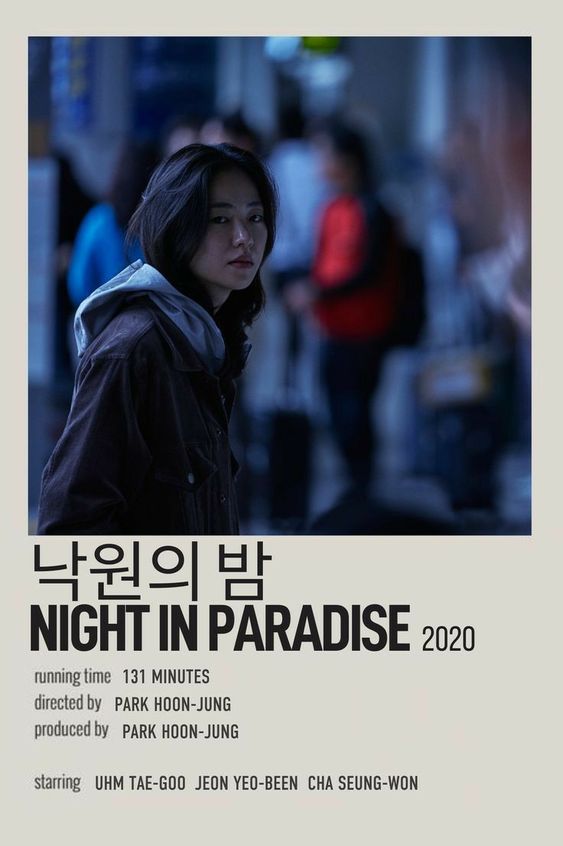 낙원의 밤
NIGHT IN PARADISE 2020
running time 131 MINUTES
directed by PARK HOON-JUNG
produced by PARK HOON-JUNG
starring UHM TAE-GOO JEON YEO-BEEN CHA SEUNG-WON